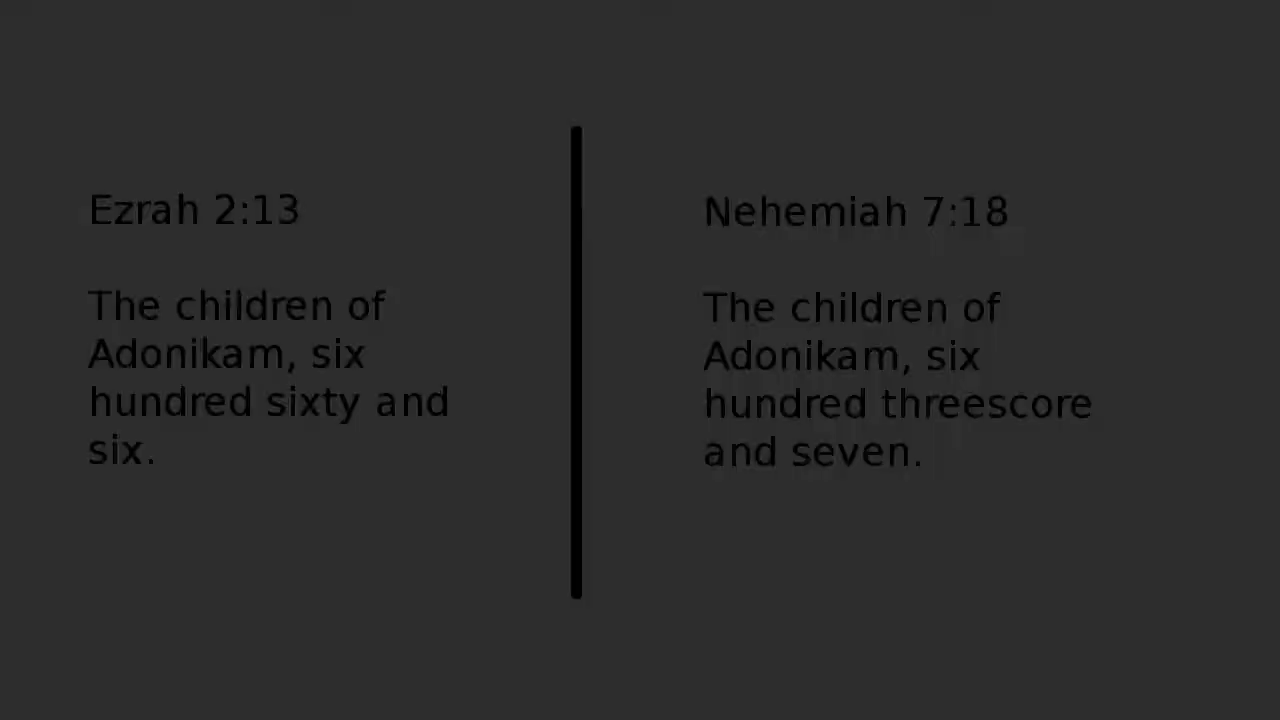 Ezrah 2:13
The children of
Adonikam, six
hundred sixty and
six.
Nehemiah 7:18
The children of
Adonikam, six
hundred threescore
and seven.